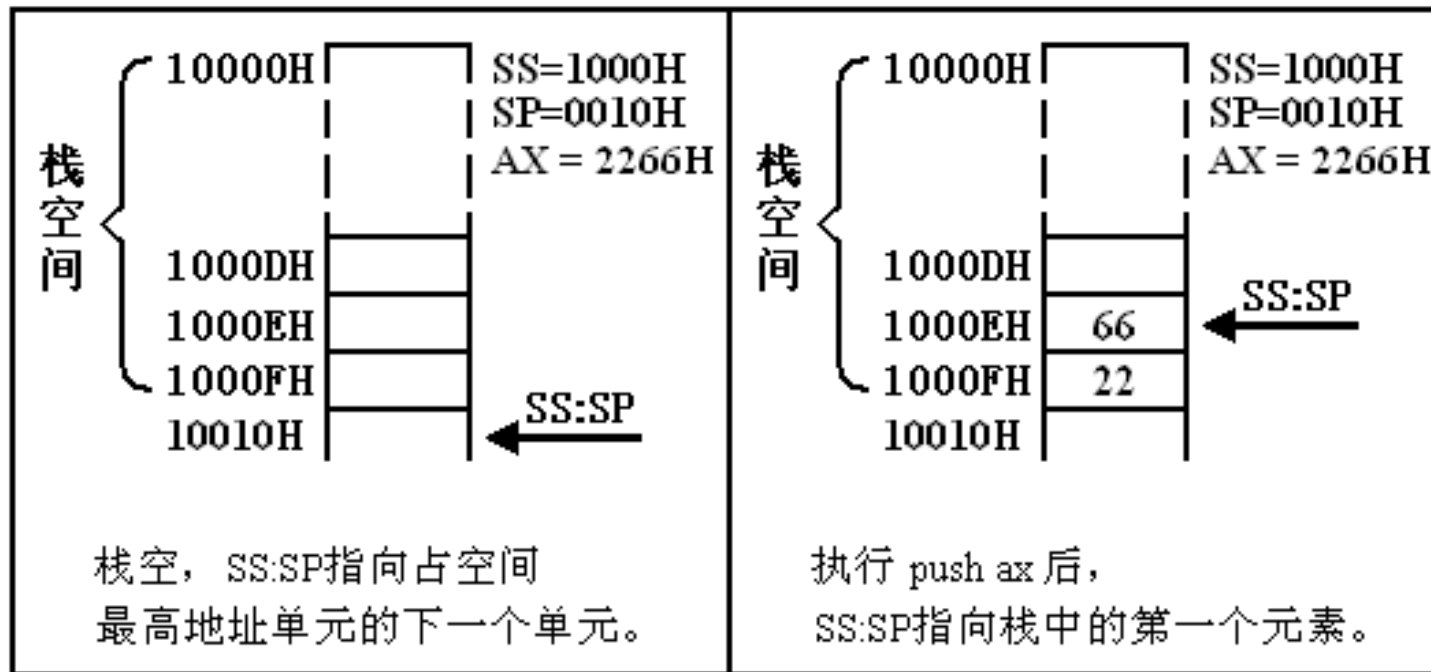 10000H
SS=1000H
SP=0010H
AX = 2266H
栈空间
1000DH
1000EH
1000FH
10010H
SS:SP
栈空，SS:SP指向占空间
最高地址单元的下一个单元。
10000H
SS=1000H
SP=0010H
AX = 2266H
栈空间
1000DH
1000EH
66
SS:SP
1000FH
22
10010H
执行 push ax 后，
SS:SP指向栈中的第一个元素。